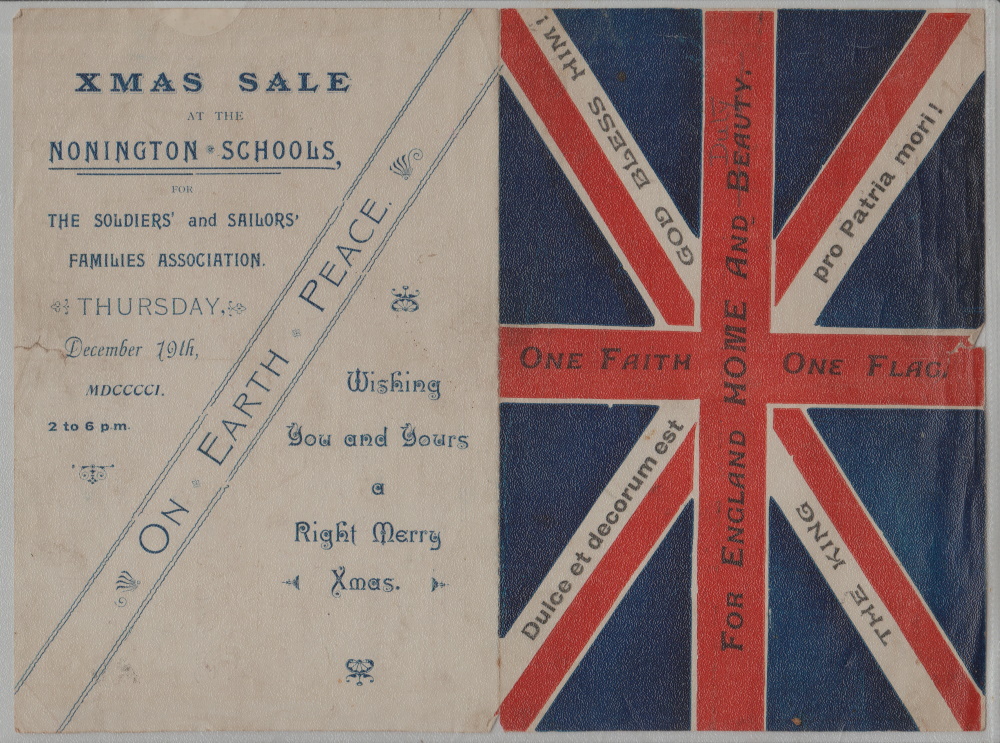 XMAS SALE
AT THE
NONINGTON SCHOOLS,
FOR
THE SOLDIERS' and SAILORS'
FAMILIES ASSOCIATION.
THURSDAY,
December 19th,
MDCCCCI.
2 to 6 p.m.
ON EARTH PEACE.
Wishing
You and Yours
a
Right Merry
Xmas.
THE KING
GOD BLESS HIM!
Dulce et decorum est
pro Patria mori!
ONE FAITH ONE FLAG.
FOR ENGLAND MOME AND BEAUTY.